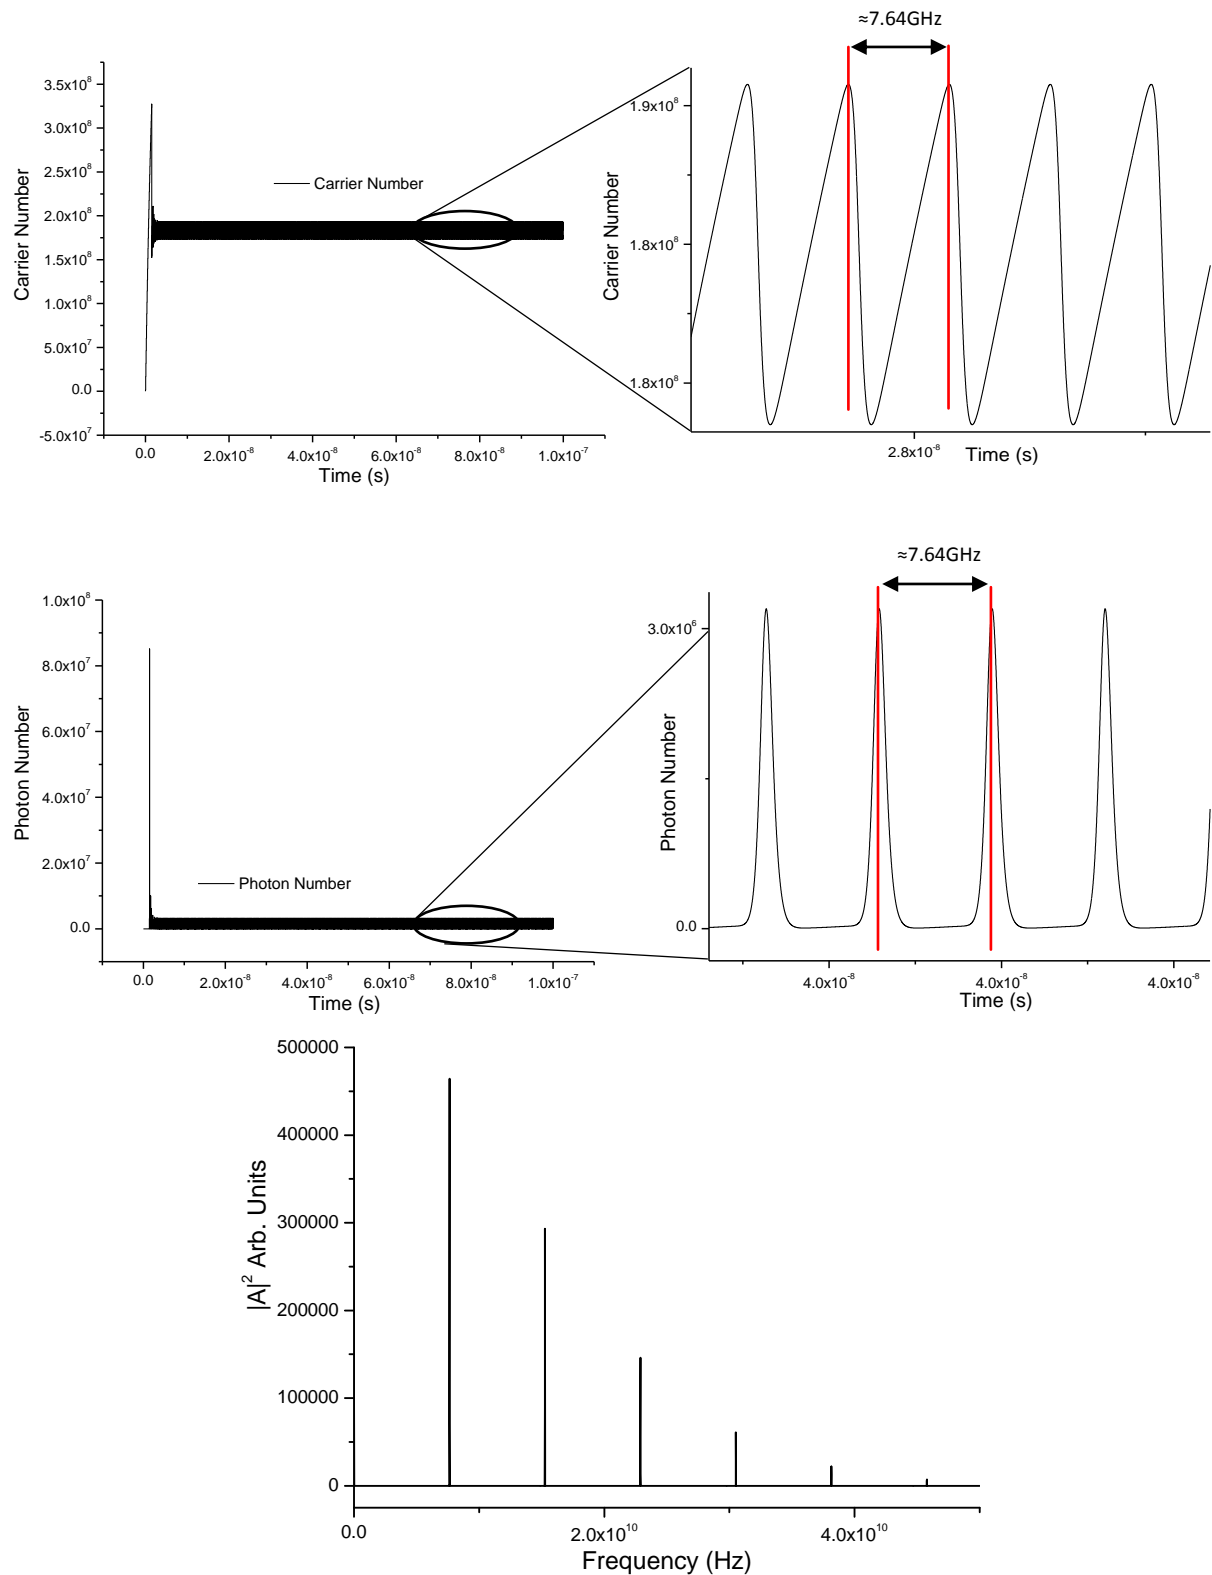 ≈7.64GHz
3.5x10⁸
3.0x10⁸
2.5x10⁸
2.0x10⁸
1.5x10⁸
1.0x10⁸
5.0x10⁷
0.0
-5.0x10⁷
Carrier Number
Carrier Number
0.0
2.0x10⁻⁸
4.0x10⁻⁸
6.0x10⁻⁸
8.0x10⁻⁸
1.0x10⁻⁷
Time (s)
1.9x10⁸
1.8x10⁸
1.8x10⁸
Carrier Number
2.8x10⁻⁸
Time (s)
≈7.64GHz
1.0x10⁸
8.0x10⁷
6.0x10⁷
4.0x10⁷
2.0x10⁷
0.0
Photon Number
Photon Number
0.0
2.0x10⁻⁸
4.0x10⁻⁸
6.0x10⁻⁸
8.0x10⁻⁸
1.0x10⁻⁷
Time (s)
3.0x10⁶
0.0
Photon Number
4.0x10⁻⁸
4.0x10⁻⁸
4.0x10⁻⁸
Time (s)
500000
400000
300000
200000
100000
0
|A|² Arb. Units
0.0
2.0x10¹⁰
4.0x10¹⁰
Frequency (Hz)